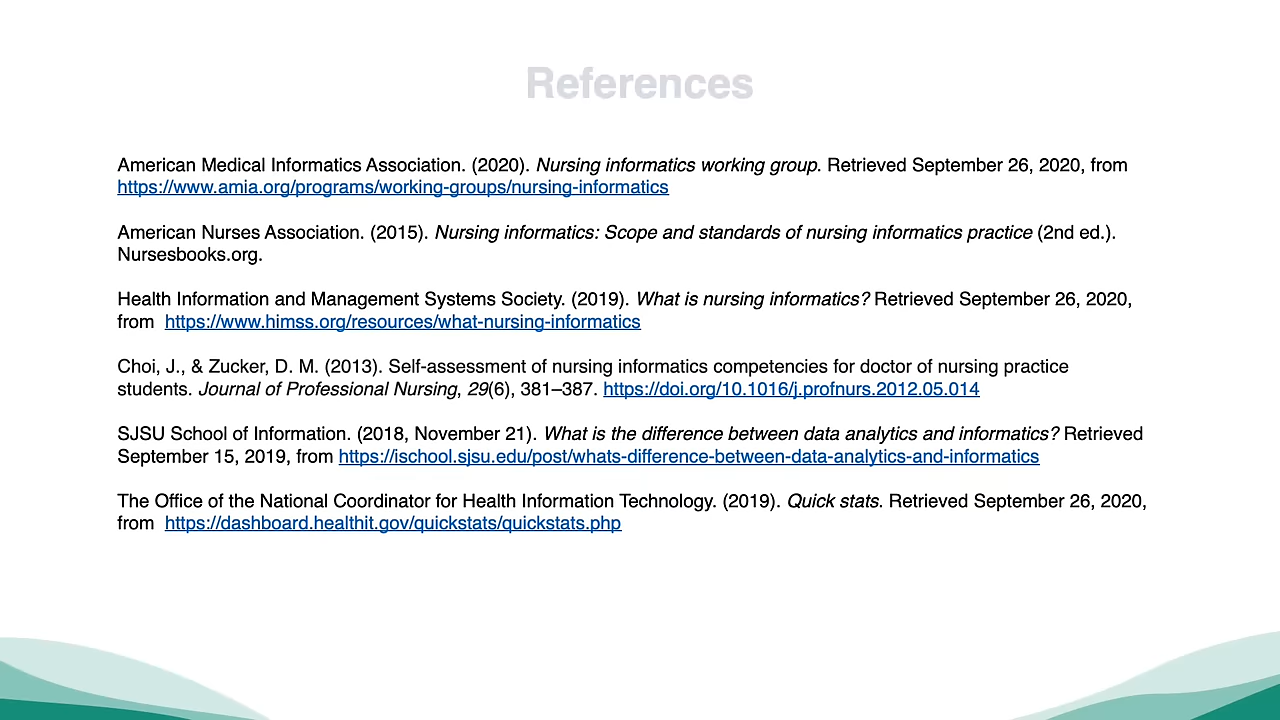 References
American Medical Informatics Association. (2020). Nursing informatics working group. Retrieved September 26, 2020, from
https://www.amia.org/programs/working-groups/nursing-informatics
American Nurses Association. (2015). Nursing informatics: Scope and standards of nursing informatics practice (2nd ed.).
Nursesbooks.org.
Health Information and Management Systems Society. (2019). What is nursing informatics? Retrieved September 26, 2020,
from https://www.himss.org/resources/what-nursing-informatics
Choi, J., & Zucker, D. M. (2013). Self-assessment of nursing informatics competencies for doctor of nursing practice
students. Journal of Professional Nursing, 29(6), 381–387. https://doi.org/10.1016/j.profnurs.2012.05.014
SJSU School of Information. (2018, November 21). What is the difference between data analytics and informatics? Retrieved
September 15, 2019, from https://ischool.sjsu.edu/post/whats-difference-between-data-analytics-and-informatics
The Office of the National Coordinator for Health Information Technology. (2019). Quick stats. Retrieved September 26, 2020,
from https://dashboard.healthit.gov/quickstats/quickstats.php